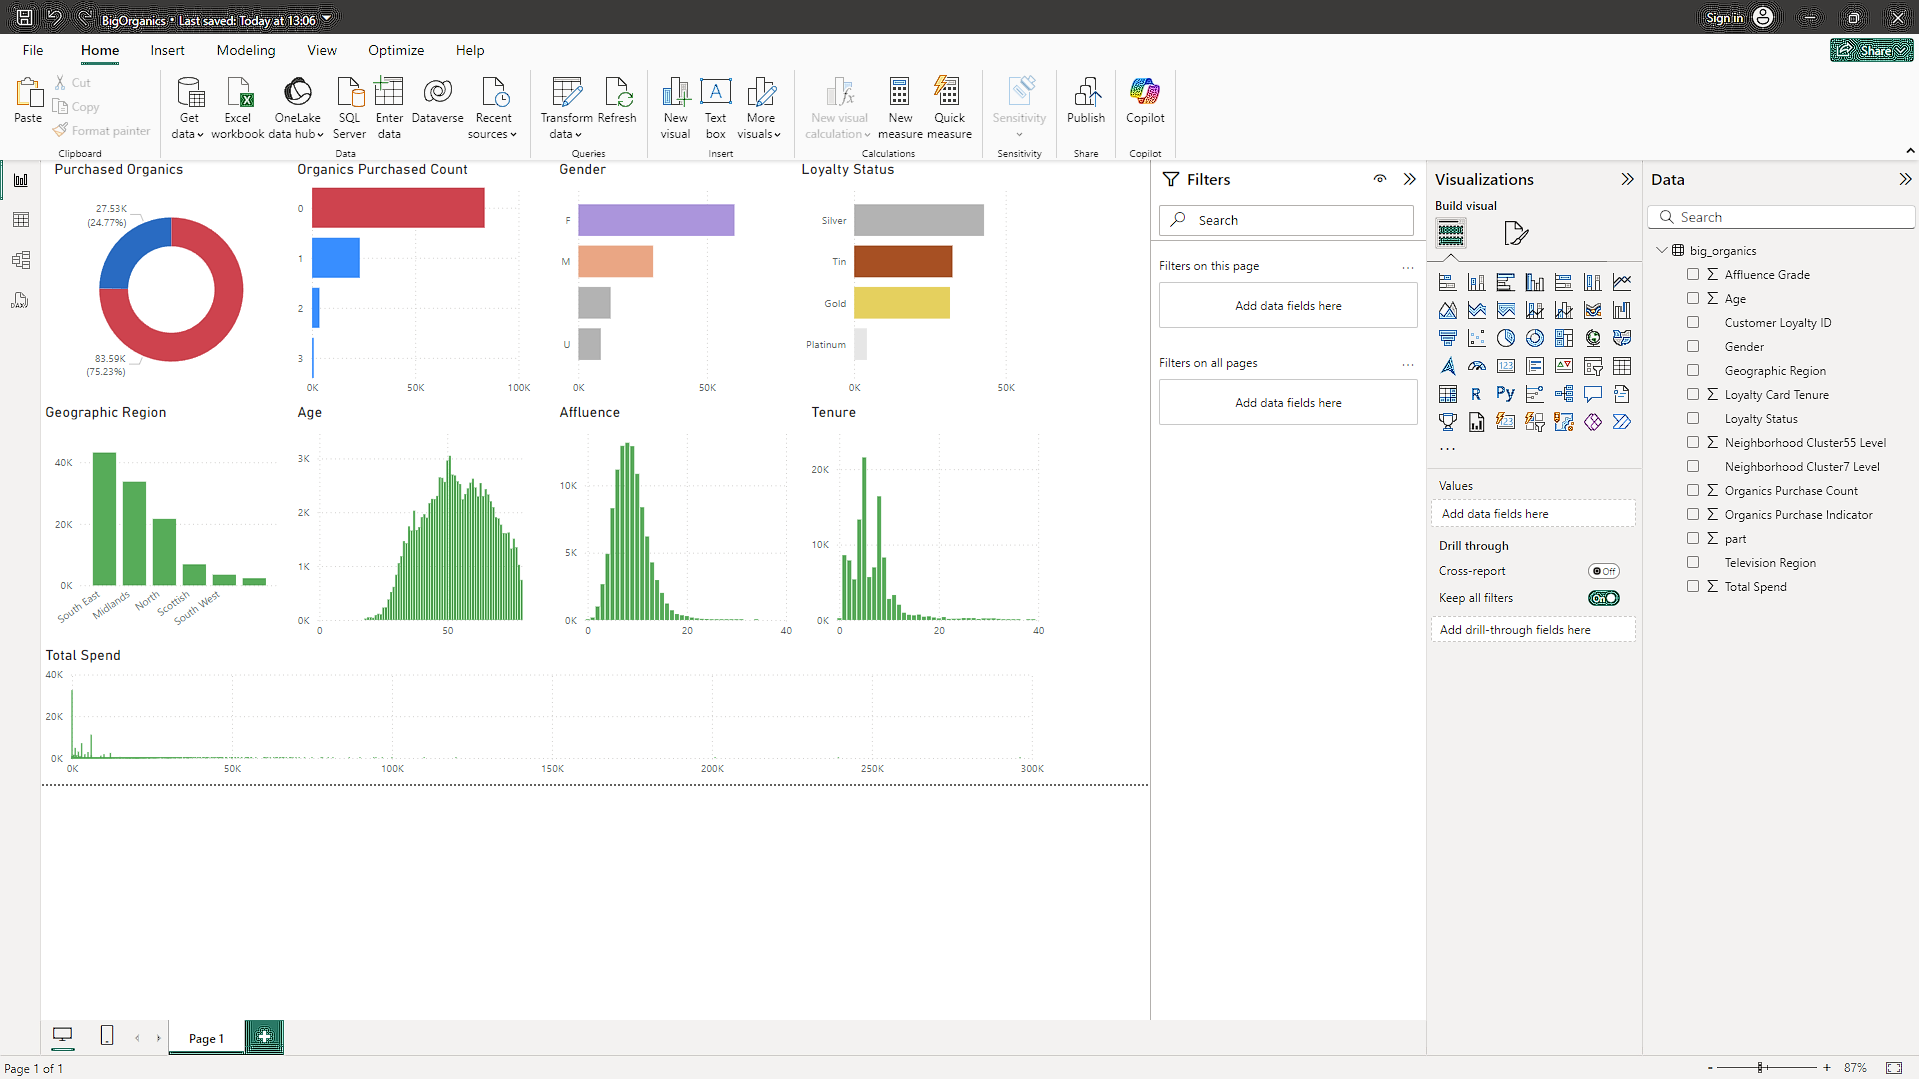 BigOrganics • Last saved: Today at 13:06
Sign in
File
Home
Insert
Modeling
View
Optimize
Help
Share
Paste
Cut
Copy
Format painter
Clipboard
Get
data
Excel
workbook
OneLake
data hub
SQL
Server
Enter
data
Dataverse
Recent
sources
Data
Transform
data
Refresh
Queries
New
visual
Text
box
More
visuals
Insert
New visual
calculation
New
measure
Quick
measure
Calculations
Sensitivity
Sensitivity
Publish
Share
Copilot
Copilot
Purchased Organics
27.53K
(24.77%)
83.59K
(75.23%)
Organics Purchased Count
0
1
2
3
0K
50K
100K
Gender
F
M
U
0K
50K
Loyalty Status
Silver
Tin
Gold
Platinum
0K
50K
Geographic Region
40K
20K
0K
South East
Midlands
North
Scottish
South West
Age
3K
2K
1K
0K
0
50
Affluence
10K
5K
0K
0
20
40
Tenure
20K
10K
0K
0
20
40
Total Spend
40K
20K
0K
0K
50K
100K
150K
200K
250K
300K
Filters
Search
Filters on this page
...
Add data fields here
Filters on all pages
...
Add data fields here
Visualizations
Build visual
123
R
Py
...
Values
Add data fields here
Drill through
Cross-report
Off
Keep all filters
On
Add drill-through fields here
Data
Search
big_organics
Σ Affluence Grade
Σ Age
Customer Loyalty ID
Gender
Geographic Region
Σ Loyalty Card Tenure
Loyalty Status
Σ Neighborhood Cluster55 Level
Neighborhood Cluster7 Level
Σ Organics Purchase Count
Σ Organics Purchase Indicator
Σ part
Television Region
Σ Total Spend
DAX
Page 1
+
Page 1 of 1
- + 87%